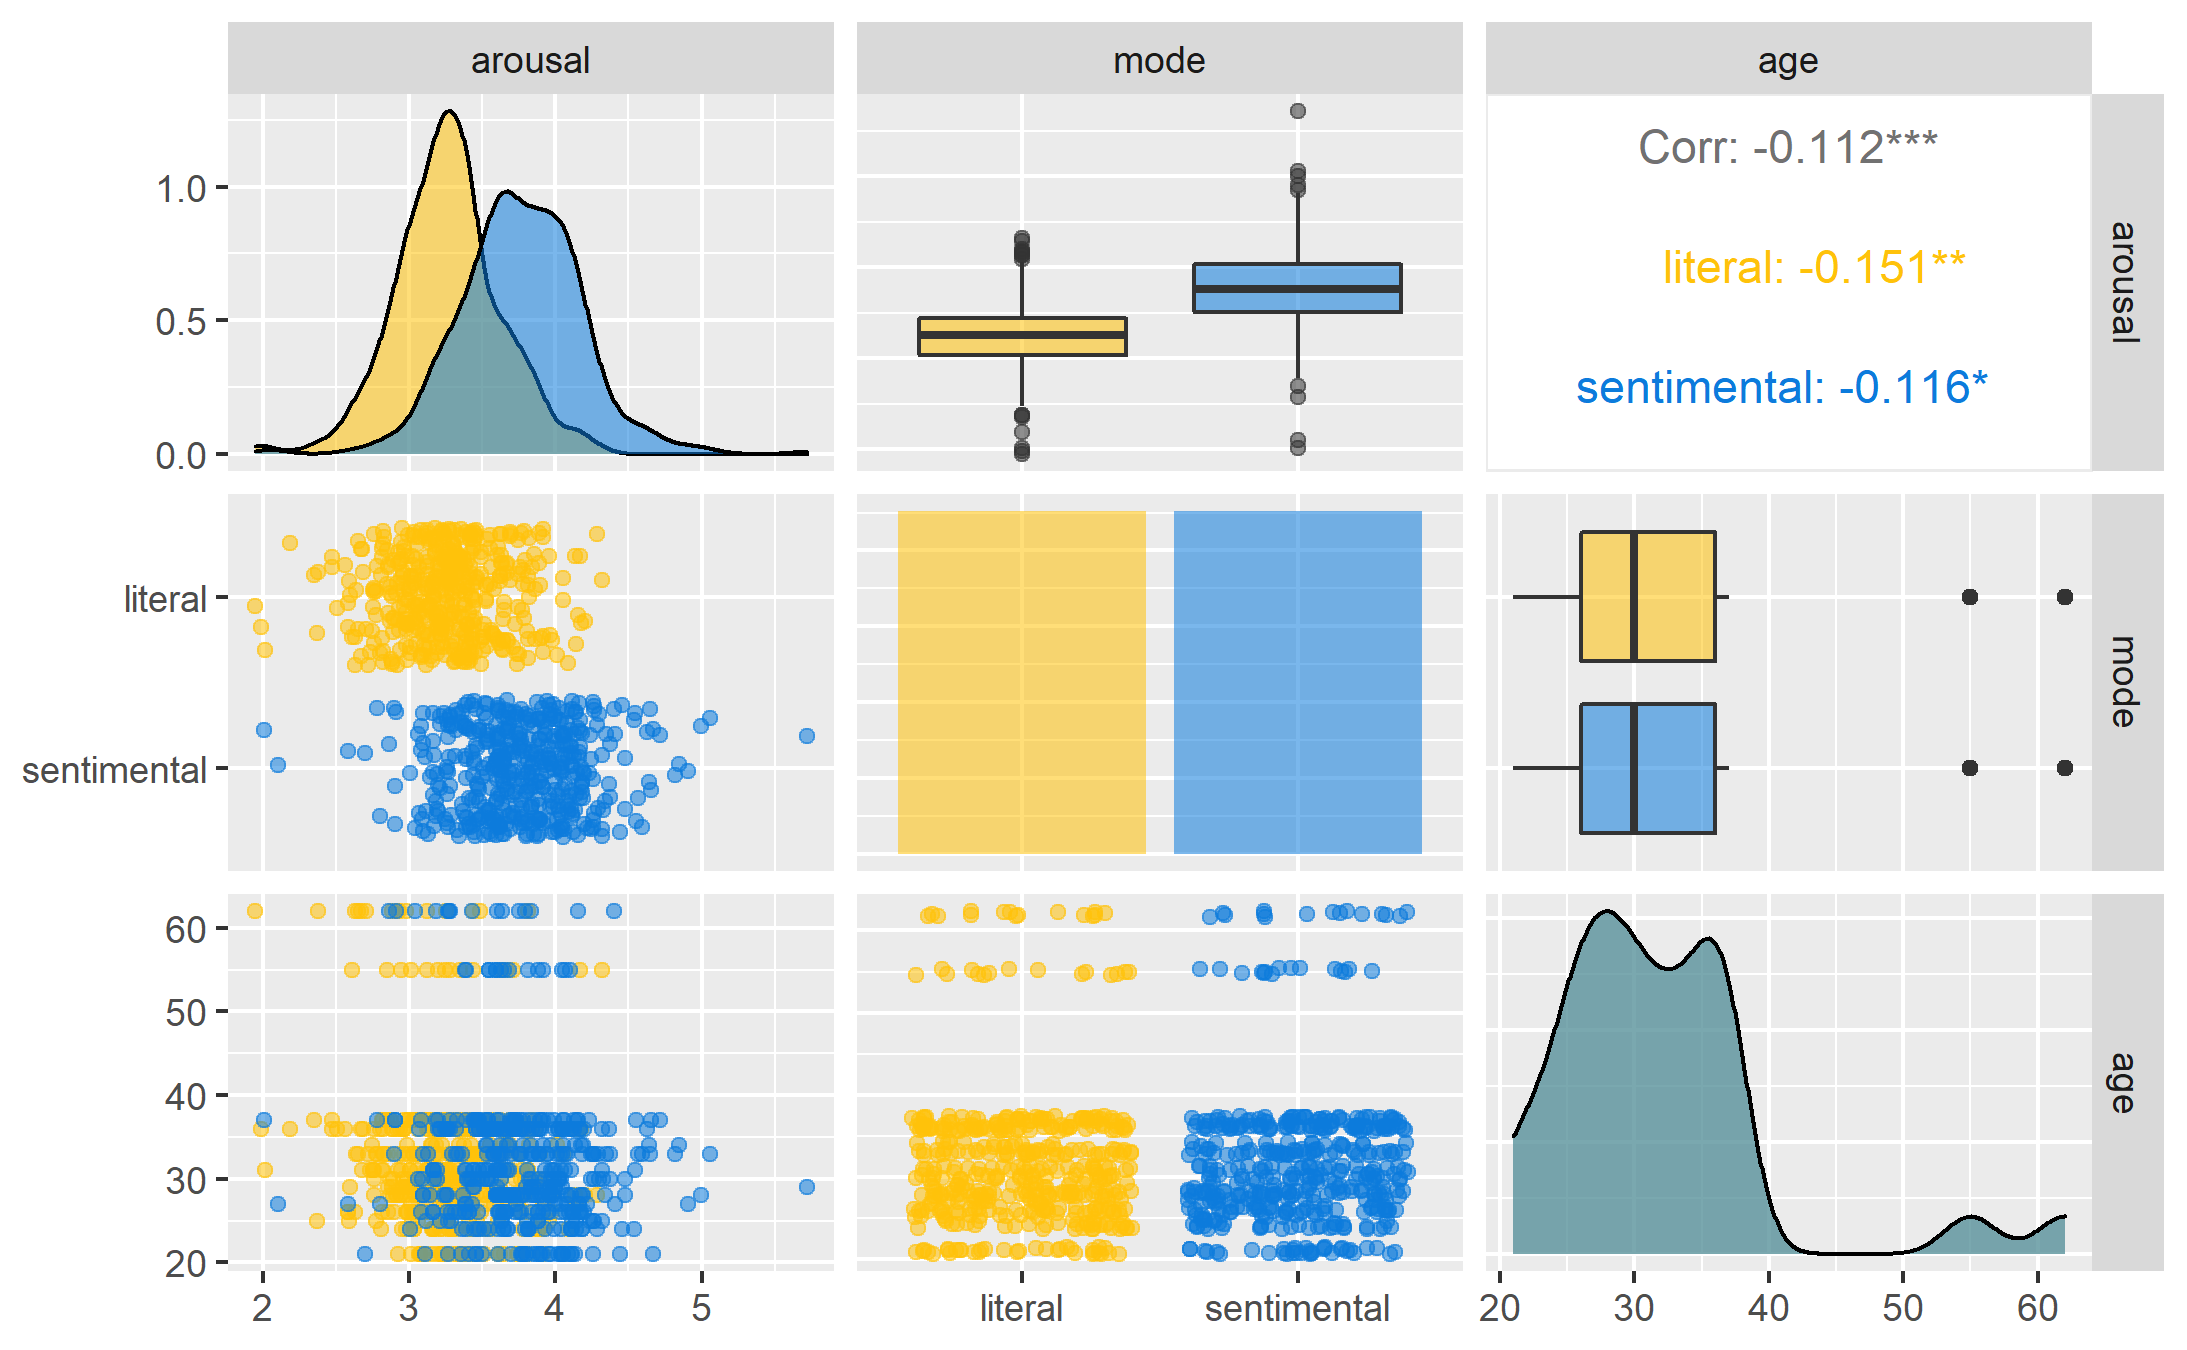 arousal mode age
Corr: -0.112***
1.0
literal: -0.151**
arousal
0.5
sentimental: -0.116*
0.0
literal
mode
sentimental
60
50
age
40
30
20
2 3 4 5 literal sentimental 20 30 40 50 60